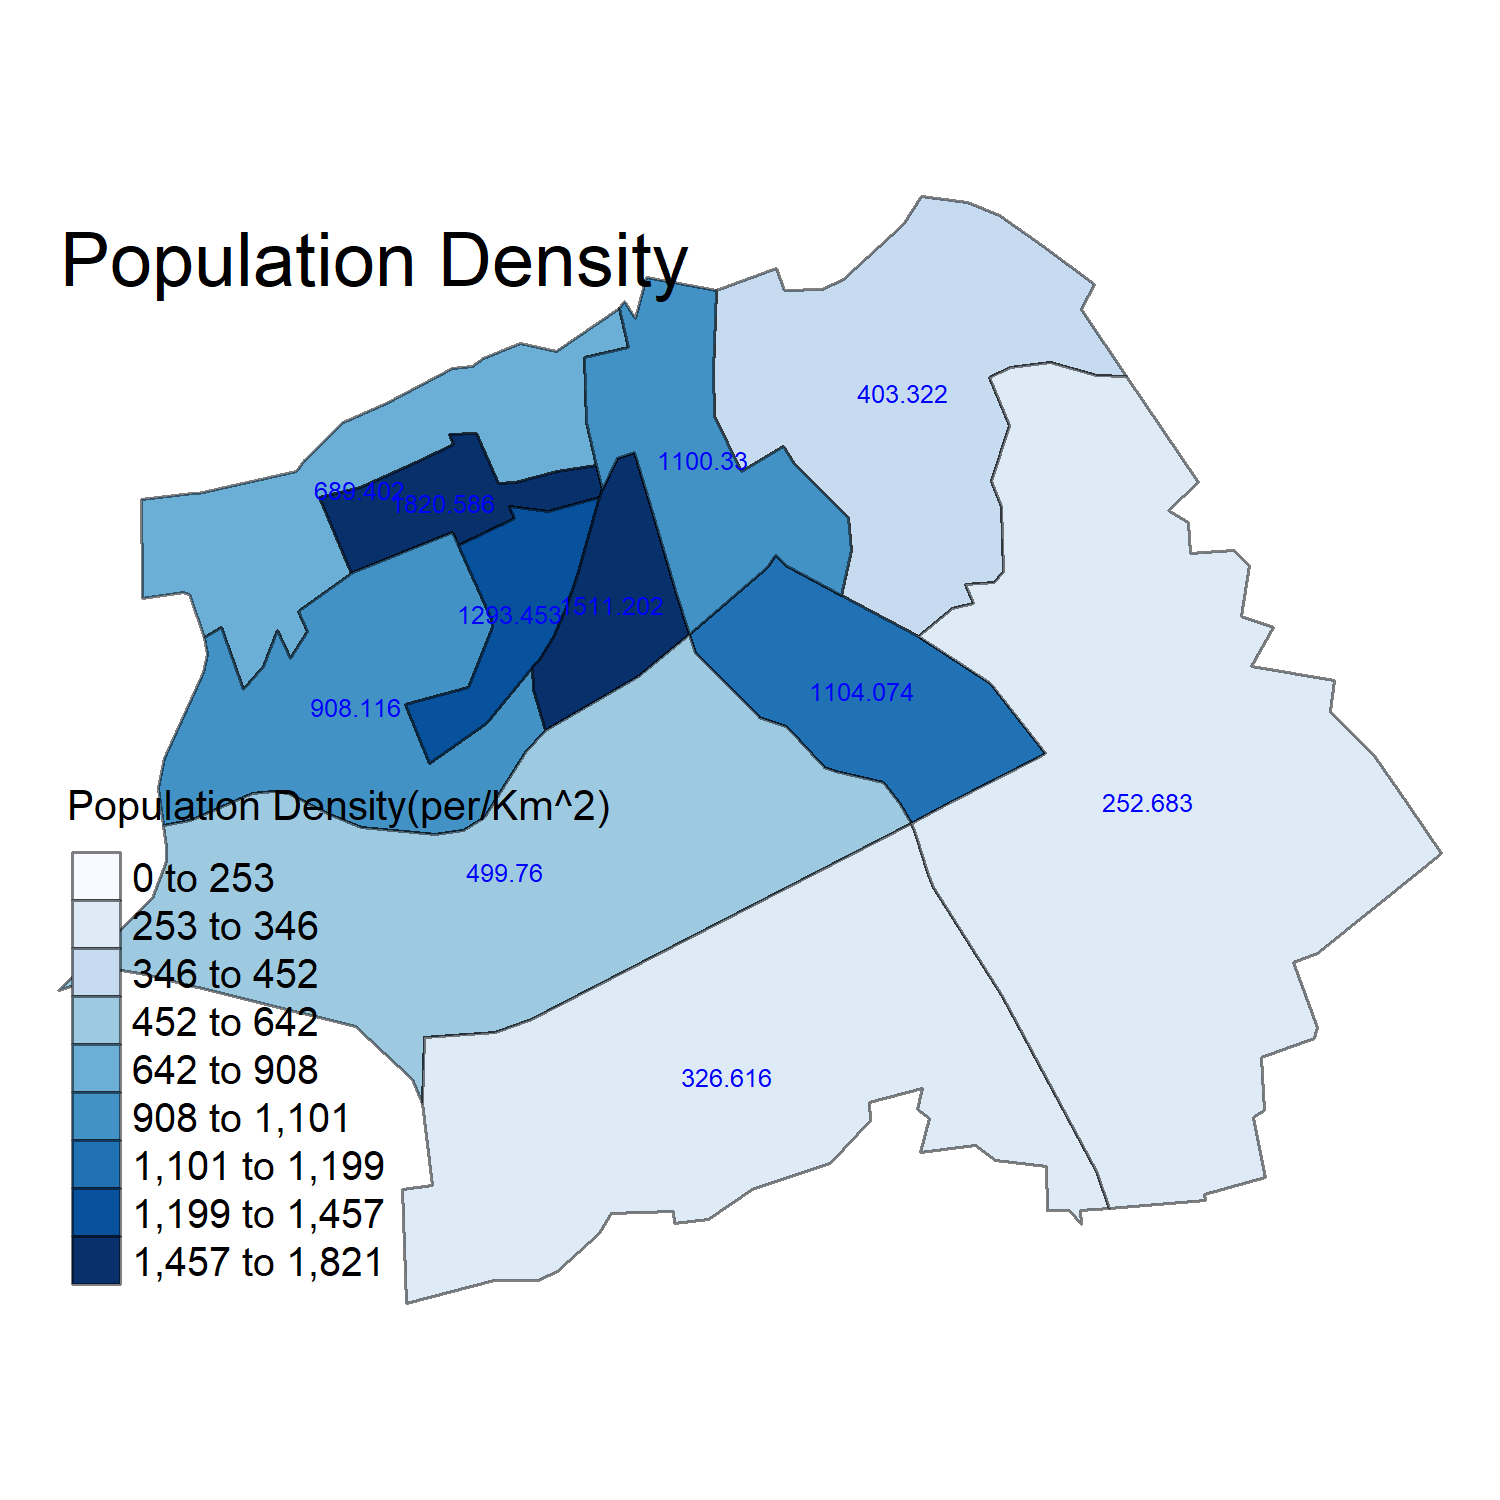 Population Density
403.322
1100.33
689.402
1820.586
1511.202
1293.453
1104.074
908.116
252.683
Population Density(per/Km^2)
499.76
0 to 253
253 to 346
346 to 452
452 to 642
642 to 908
326.616
908 to 1,101
1,101 to 1,199
1,199 to 1,457
1,457 to 1,821